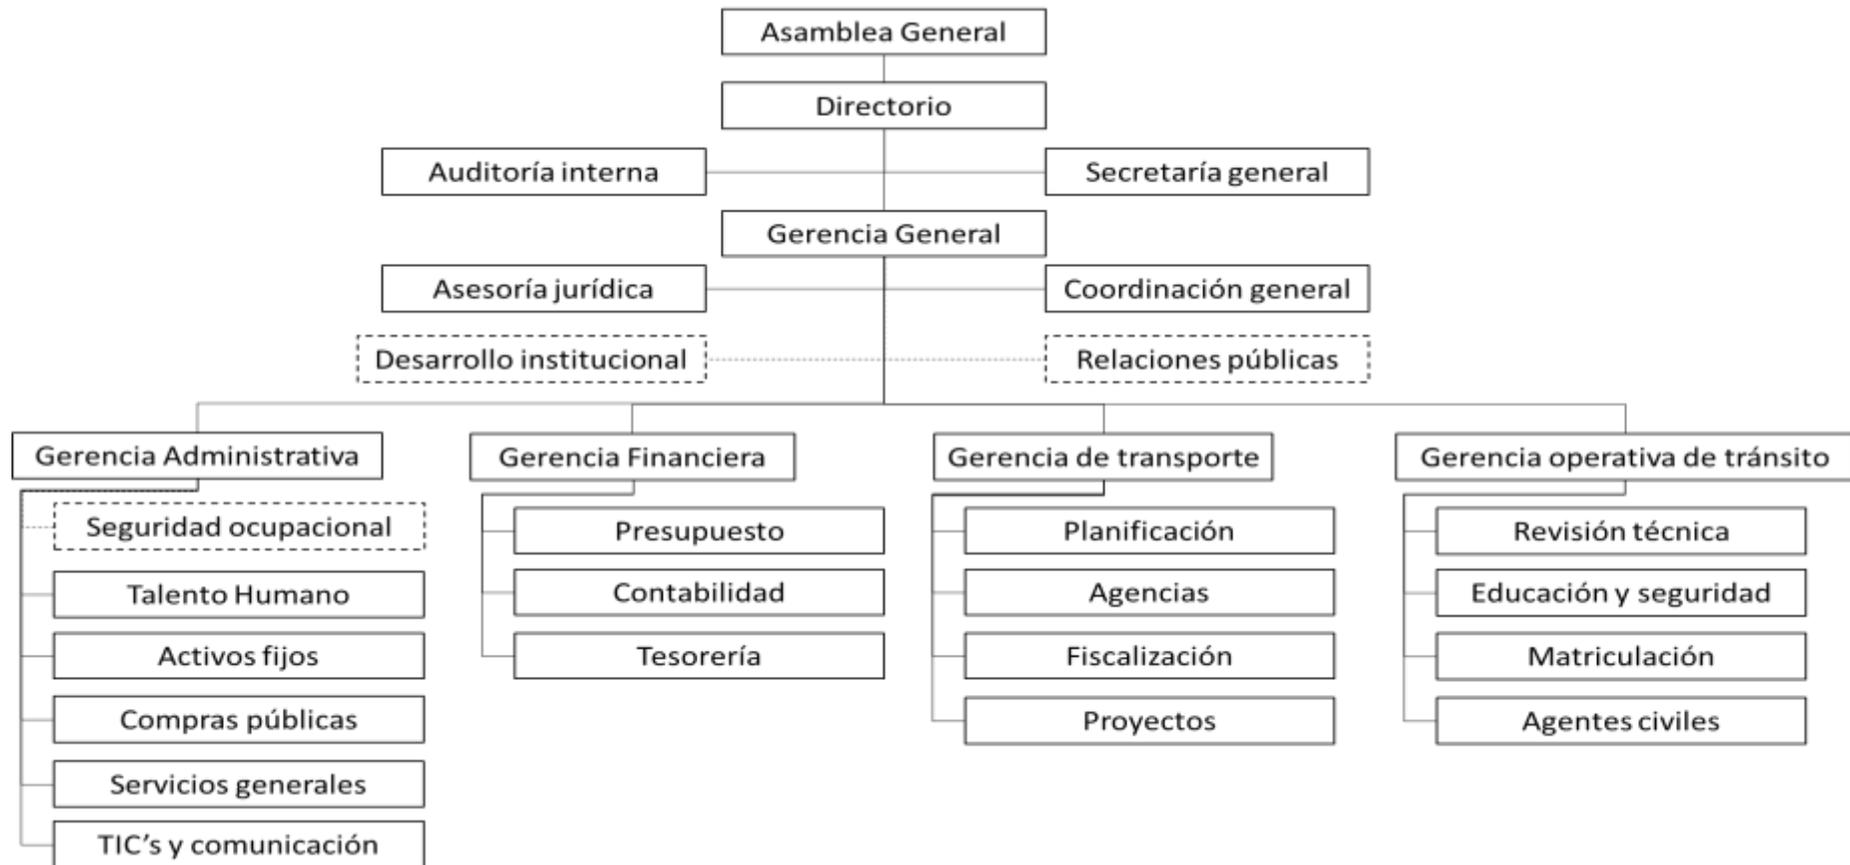 Asamblea General
Directorio
Auditoría interna
Secretaría general
Gerencia General
Asesoría jurídica
Coordinación general
Desarrollo institucional
Relaciones públicas
Gerencia Administrativa
Seguridad ocupacional
Talento Humano
Activos fijos
Compras públicas
Servicios generales
TIC's y comunicación
Gerencia Financiera
Presupuesto
Contabilidad
Tesorería
Gerencia de transporte
Planificación
Agencias
Fiscalización
Proyectos
Gerencia operativa de tránsito
Revisión técnica
Educación y seguridad
Matriculación
Agentes civiles